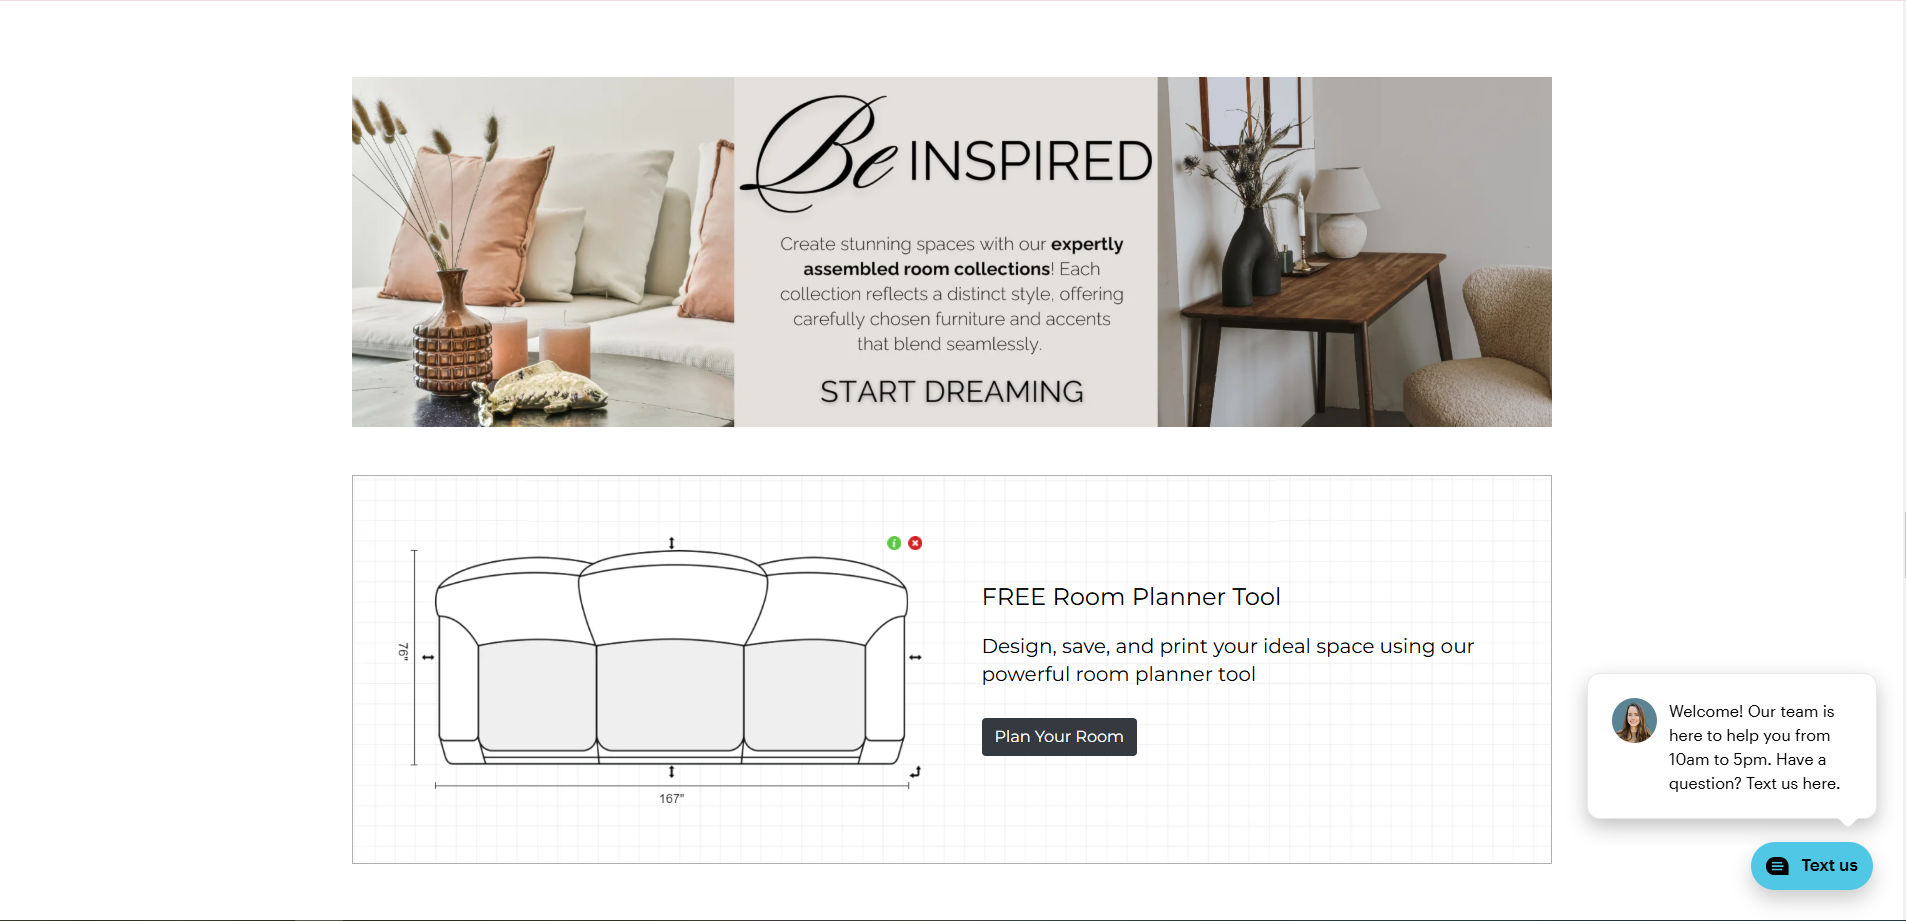 Be INSPIRED
Create stunning spaces with our expertly
assembled room collections! Each
collection reflects a distinct style, offering
carefully chosen furniture and accents
that blend seamlessly.
START DREAMING
76"
167"
FREE Room Planner Tool
Design, save, and print your ideal space using our
powerful room planner tool
Plan Your Room
Welcome! Our team is
here to help you from
10am to 5pm. Have a
question? Text us here.
Text us